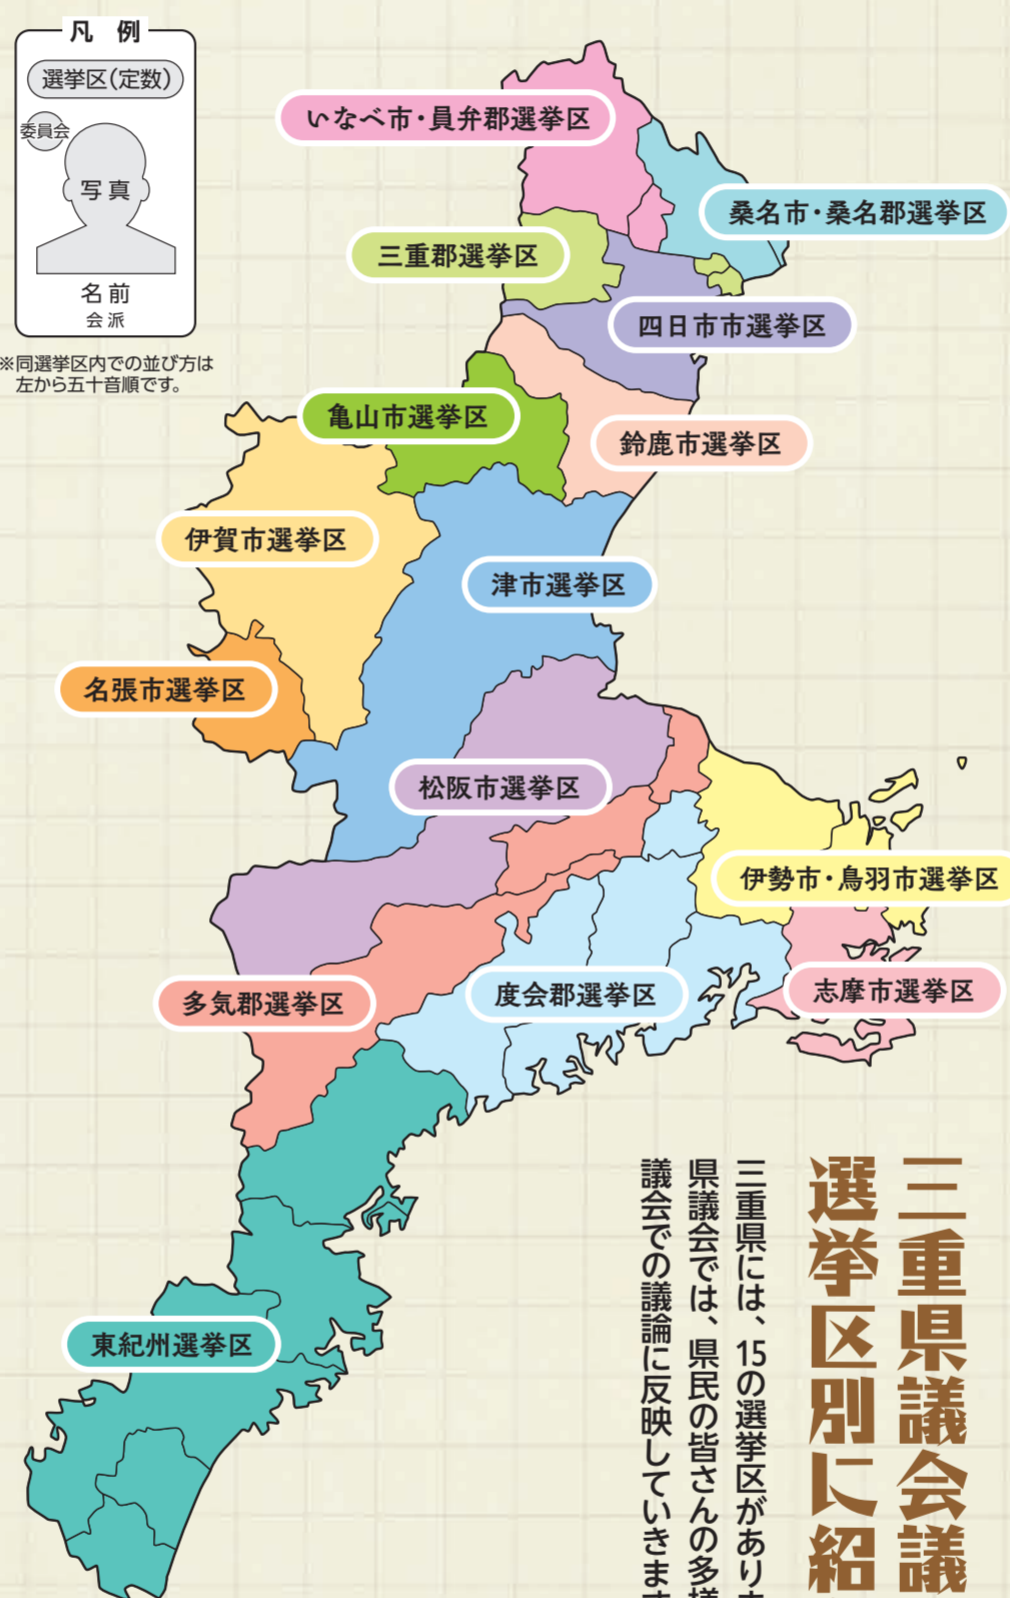 凡例
選挙区(定数)
委員会
写真
名前
会派
※同選挙区内での並び方は
左から五十音順です。
いなべ市・員弁郡選挙区
桑名市・桑名郡選挙区
三重郡選挙区
四日市市選挙区
亀山市選挙区
鈴鹿市選挙区
伊賀市選挙区
津市選挙区
名張市選挙区
松阪市選挙区
伊勢市・鳥羽市選挙区
多気郡選挙区
度会郡選挙区
志摩市選挙区
東紀州選挙区
三重県議会議
選挙区別に紹
三重県には、15の選挙区があり
県議会では、県民の皆さんの多様
議会での議論に反映していきます